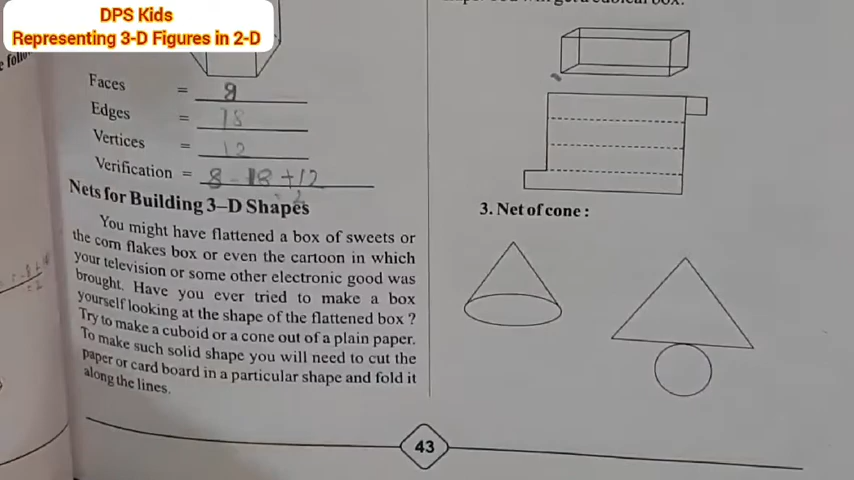 DPS Kids
Representing 3-D Figures in 2-D
Faces = 8
Edges = 18
Vertices = 12
Verification = 8 - 18 + 12
2
Nets for Building 3–D Shapes
You might have flattened a box of sweets or
the corn flakes box or even the cartoon in which
your television or some other electronic good was
brought. Have you ever tried to make a box
yourself looking at the shape of the flattened box ?
Try to make a cuboid or a cone out of a plain paper.
To make such solid shape you will need to cut the
paper or card board in a particular shape and fold it
along the lines.
3. Net of cone :
43